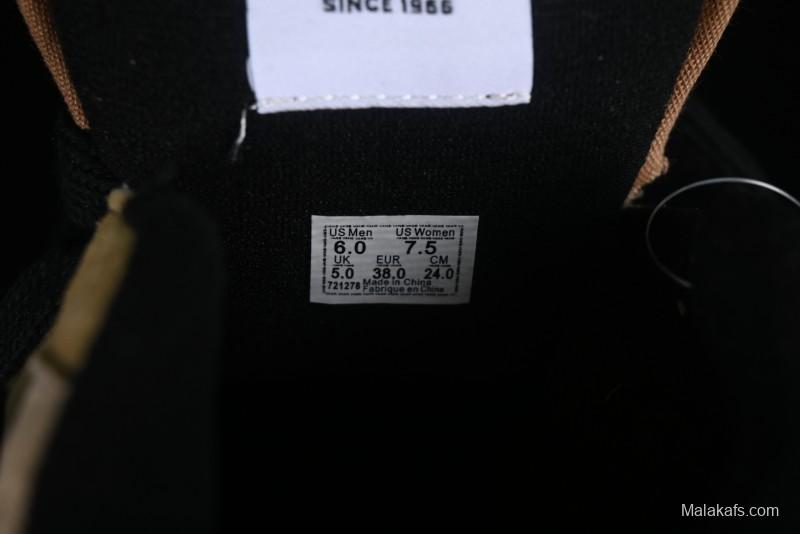 SINCE 1966
US Men US Women
6.0 7.5
UK EUR CM
5.0 38.0 24.0
721278 Made in China
Fabrique en Chine
Malakafs.com